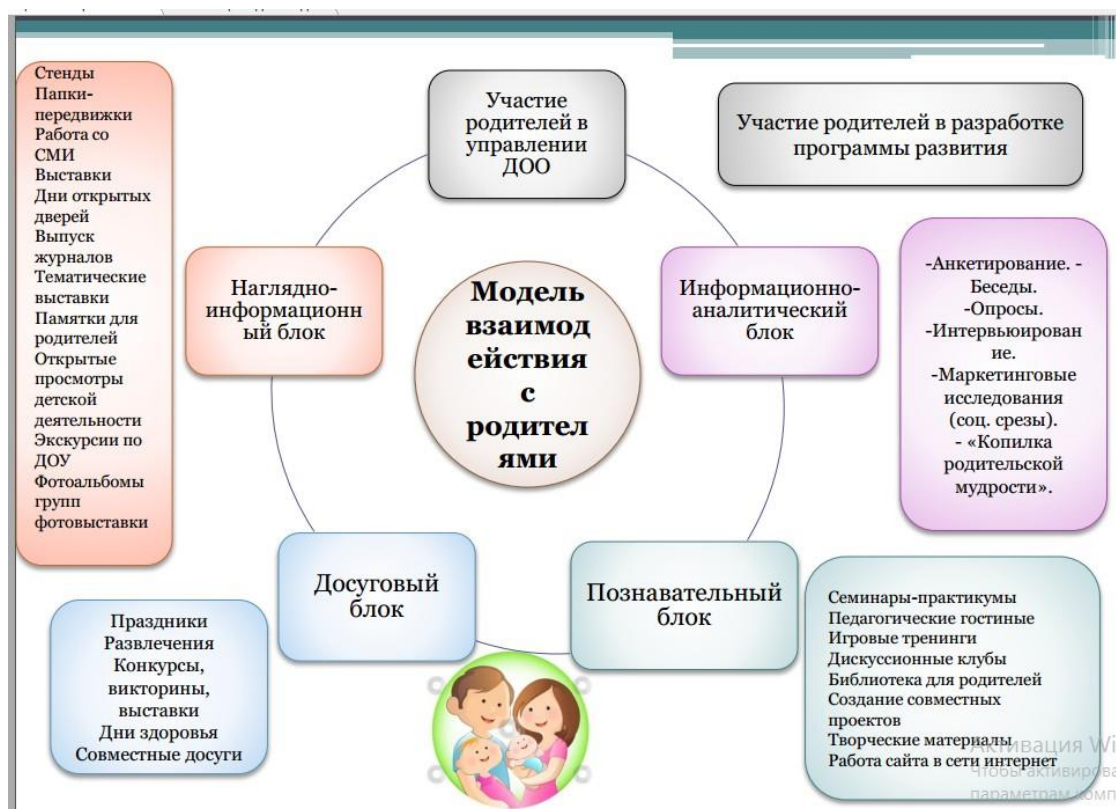 Стенды
Папки-
передвижки
Работа со
СМИ
Выставки
Дни открытых
дверей
Выпуск
журналов
Тематические
выставки
Памятки для
родителей
Открытые
просмотры
детской
деятельности
Экскурсии по
ДОУ
Фотоальбомы
групп
фотовыставки
Участие
родителей в
управлении
ДОО
Участие родителей в разработке
программы развития
Наглядно-
информационн
ый блок
Модель
взаимод
ействия
с
родител
ями
Информационно-
аналитический
блок
-Анкетирование. -
Беседы.
-Опросы.
-Интервьюирован
ие.
-Маркетинговые
исследования
(соц. срезы).
- «Копилка
родительской
мудрости».
Досуговый
блок
Познавательный
блок
Праздники
Развлечения
Конкурсы,
викторины,
выставки
Дни здоровья
Совместные досуги
Семинары-практикумы
Педагогические гостиные
Игровые тренинги
Дискуссионные клубы
Библиотека для родителей
Создание совместных
проектов
Творческие материалы
Работа сайта в сети интернет
Активация Wi
Чтобы активирова
параметрам комп